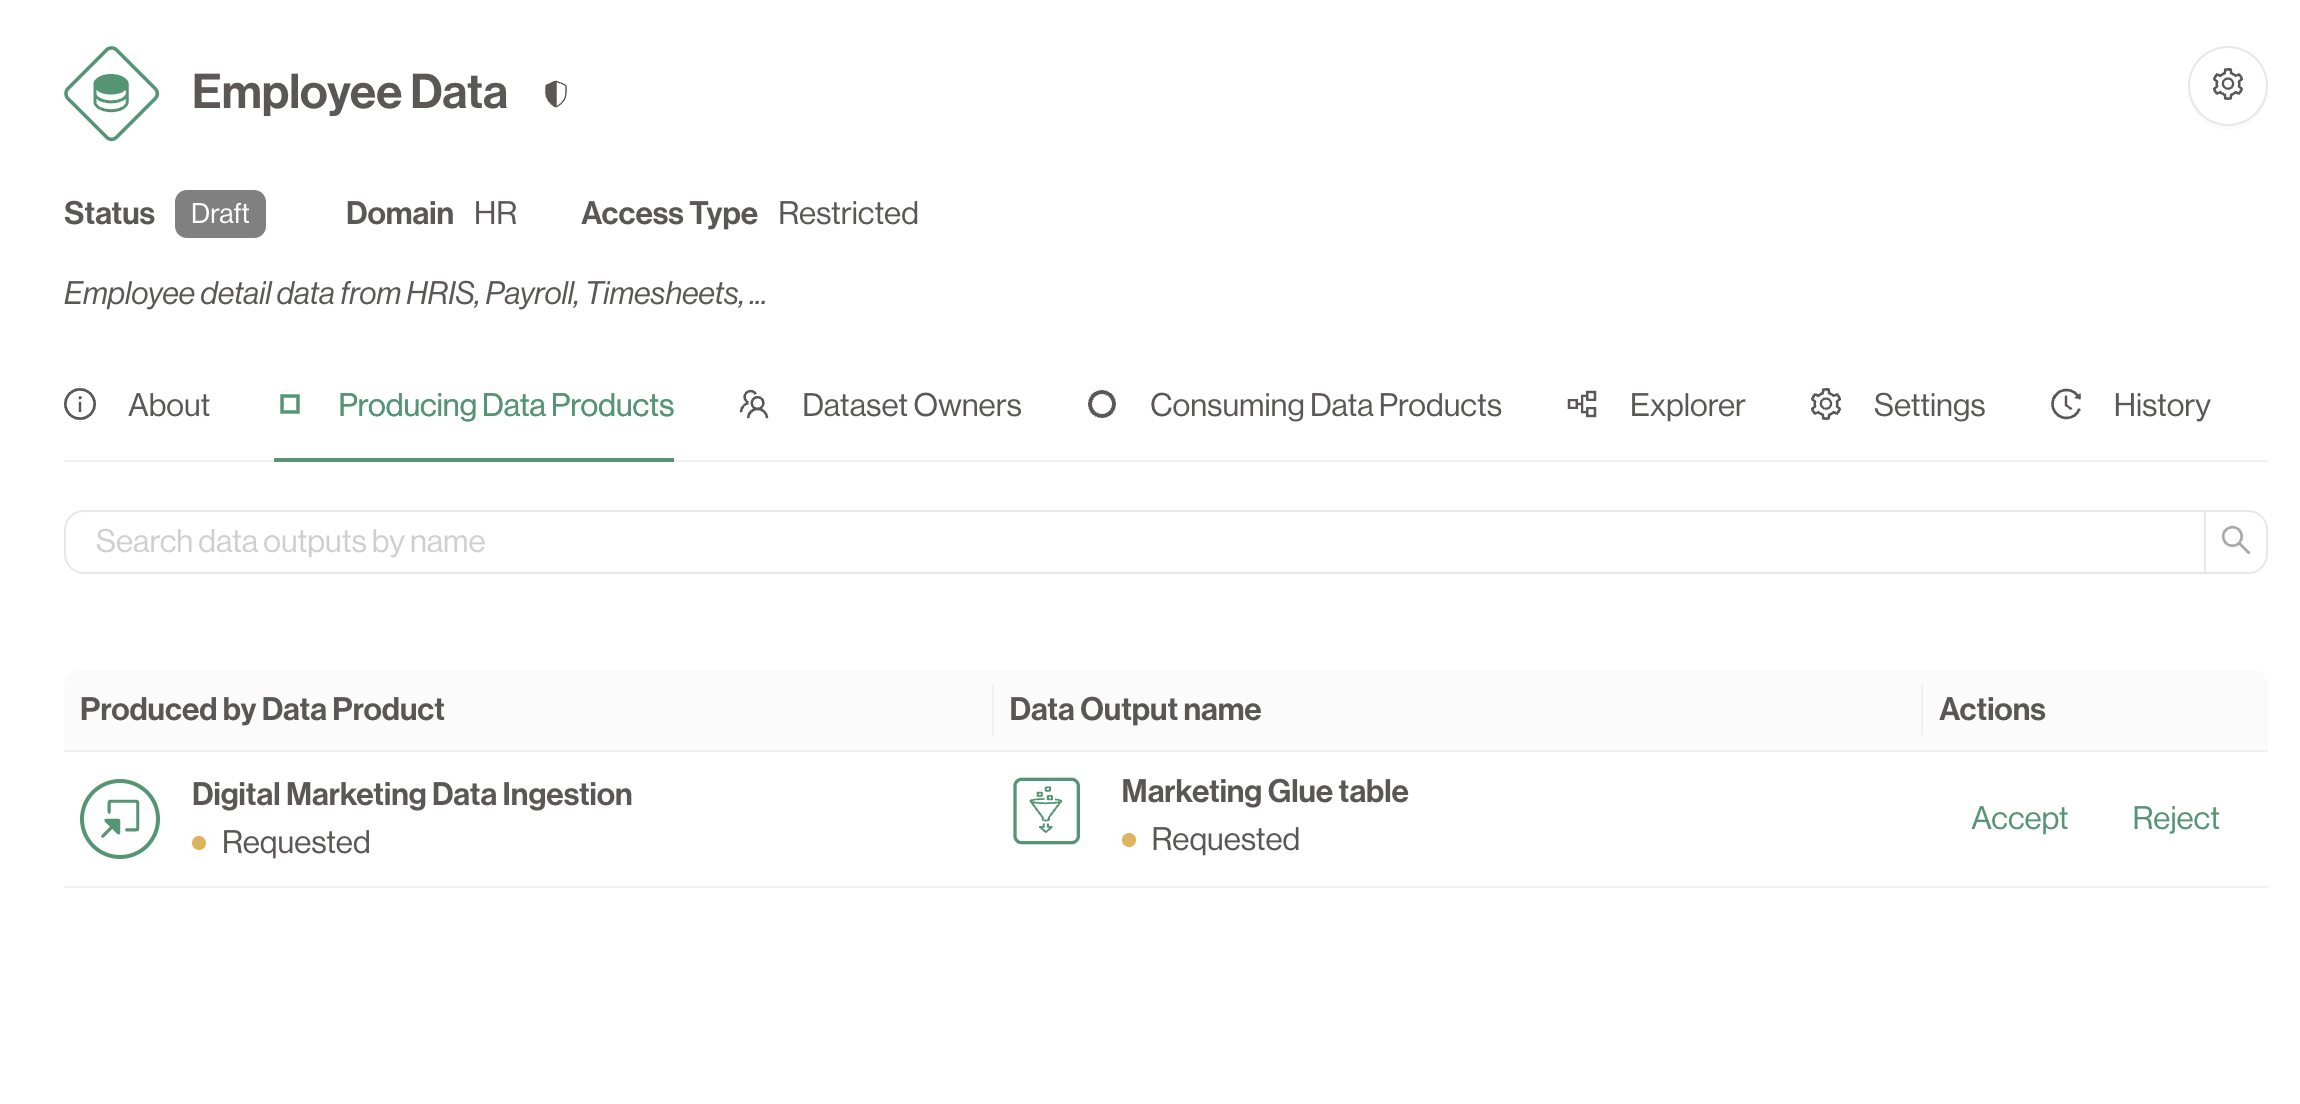 Employee Data
Status Draft Domain HR Access Type Restricted
Employee detail data from HRIS, Payroll, Timesheets, ...
About Producing Data Products Dataset Owners Consuming Data Products Explorer Settings History
Search data outputs by name
Produced by Data Product Data Output name Actions
Digital Marketing Data Ingestion Marketing Glue table
Requested Requested Accept Reject